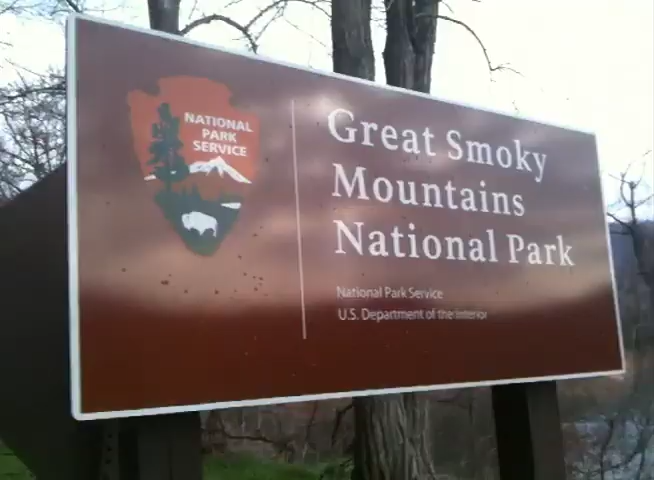 NATIONAL
PARK
SERVICE
Great Smoky
Mountains
National Park
National Park Service
U.S. Department of the Interior